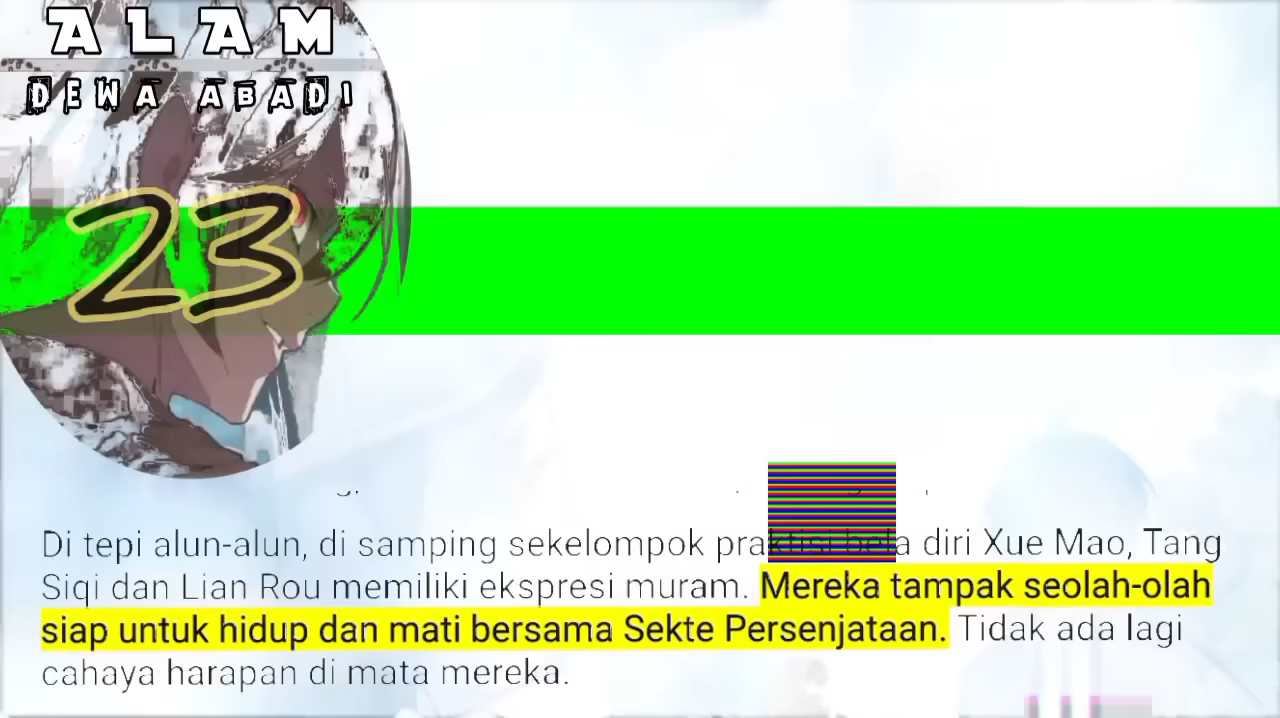 ALAM
DEWA ABADI
23
Di tepi alun-alun, di samping sekelompok praktisi bela diri Xue Mao, Tang
Siqi dan Lian Rou memiliki ekspresi muram. Mereka tampak seolah-olah
siap untuk hidup dan mati bersama Sekte Persenjataan. Tidak ada lagi
cahaya harapan di mata mereka.